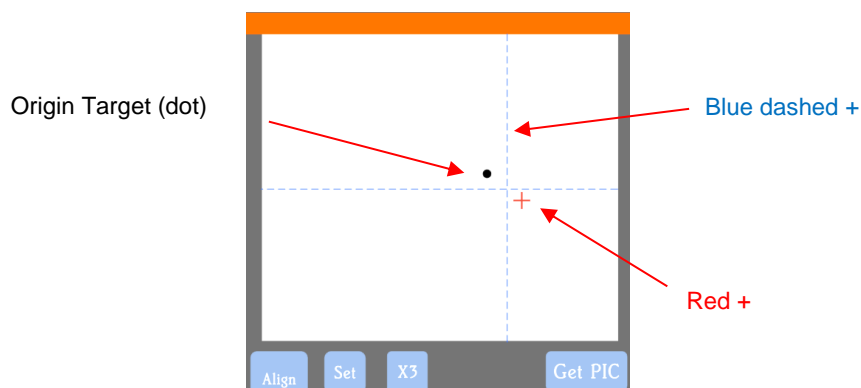 Origin Target (dot)
Blue dashed +
Red +
Align
Set
X3
Get PIC